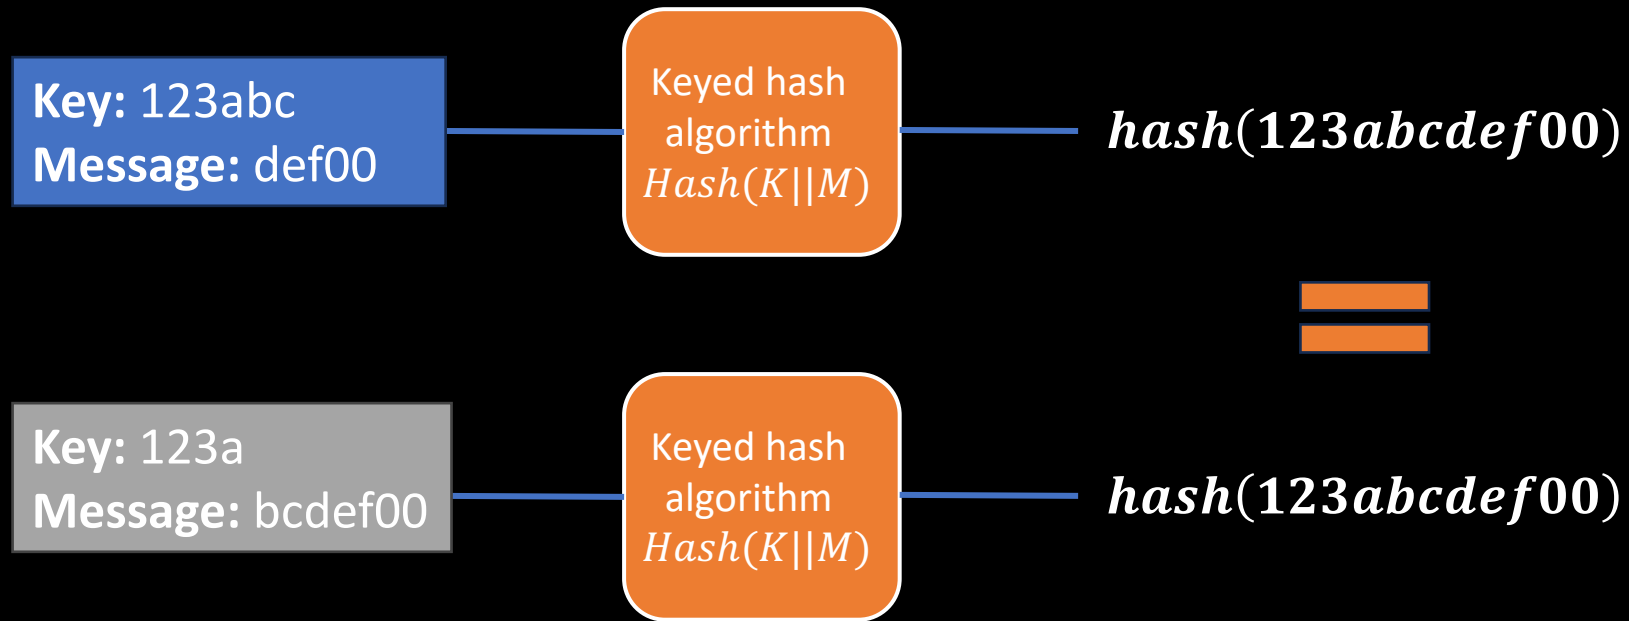 Key: 123abc
Message: def00
Keyed hash
algorithm
Hash(K||M)
hash(123abcdef00)
Key: 123a
Message: bcdef00
Keyed hash
algorithm
Hash(K||M)
hash(123abcdef00)